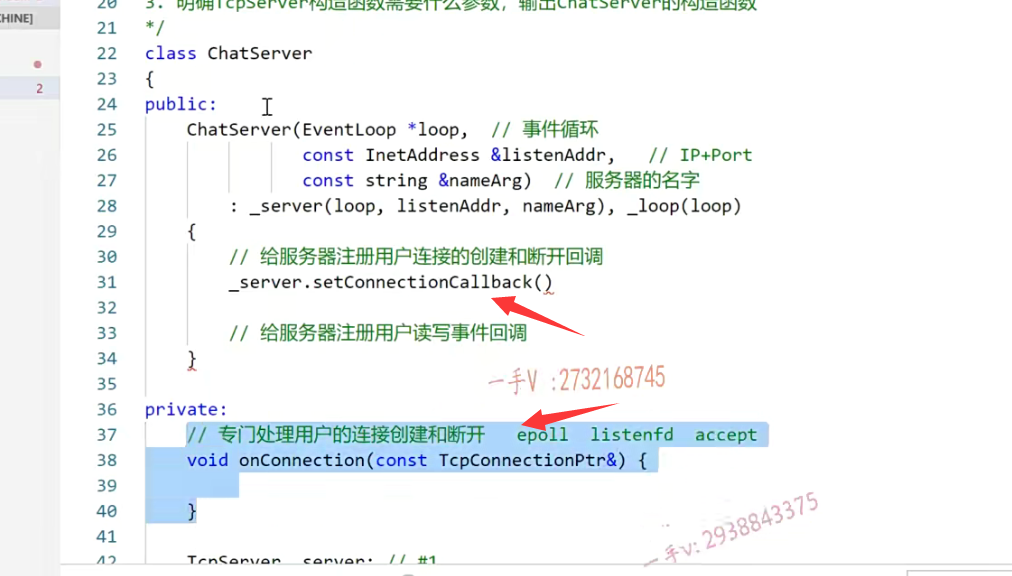 CHINE]
20 3. 明确TcpServer构造函数需要什么参数，输出ChatServer的构造函数
21 */
2
22 class ChatServer
23 {
24 public:
25 ChatServer(EventLoop *loop, // 事件循环
26 const InetAddress &listenAddr, // IP+Port
27 const string &nameArg) // 服务器的名字
28 : _server(loop, listenAddr, nameArg), _loop(loop)
29 {
30 // 给服务器注册用户连接的创建和断开回调
31 _server.setConnectionCallback()
32
33 // 给服务器注册用户读写事件回调
34 }
35
一手V :2732168745
36 private:
37 // 专门处理用户的连接创建和断开 epoll listenfd accept
38 void onConnection(const TcpConnectionPtr&) {
39
40 }
41
一手v: 2938843375
42 TcpServer _server; // #1